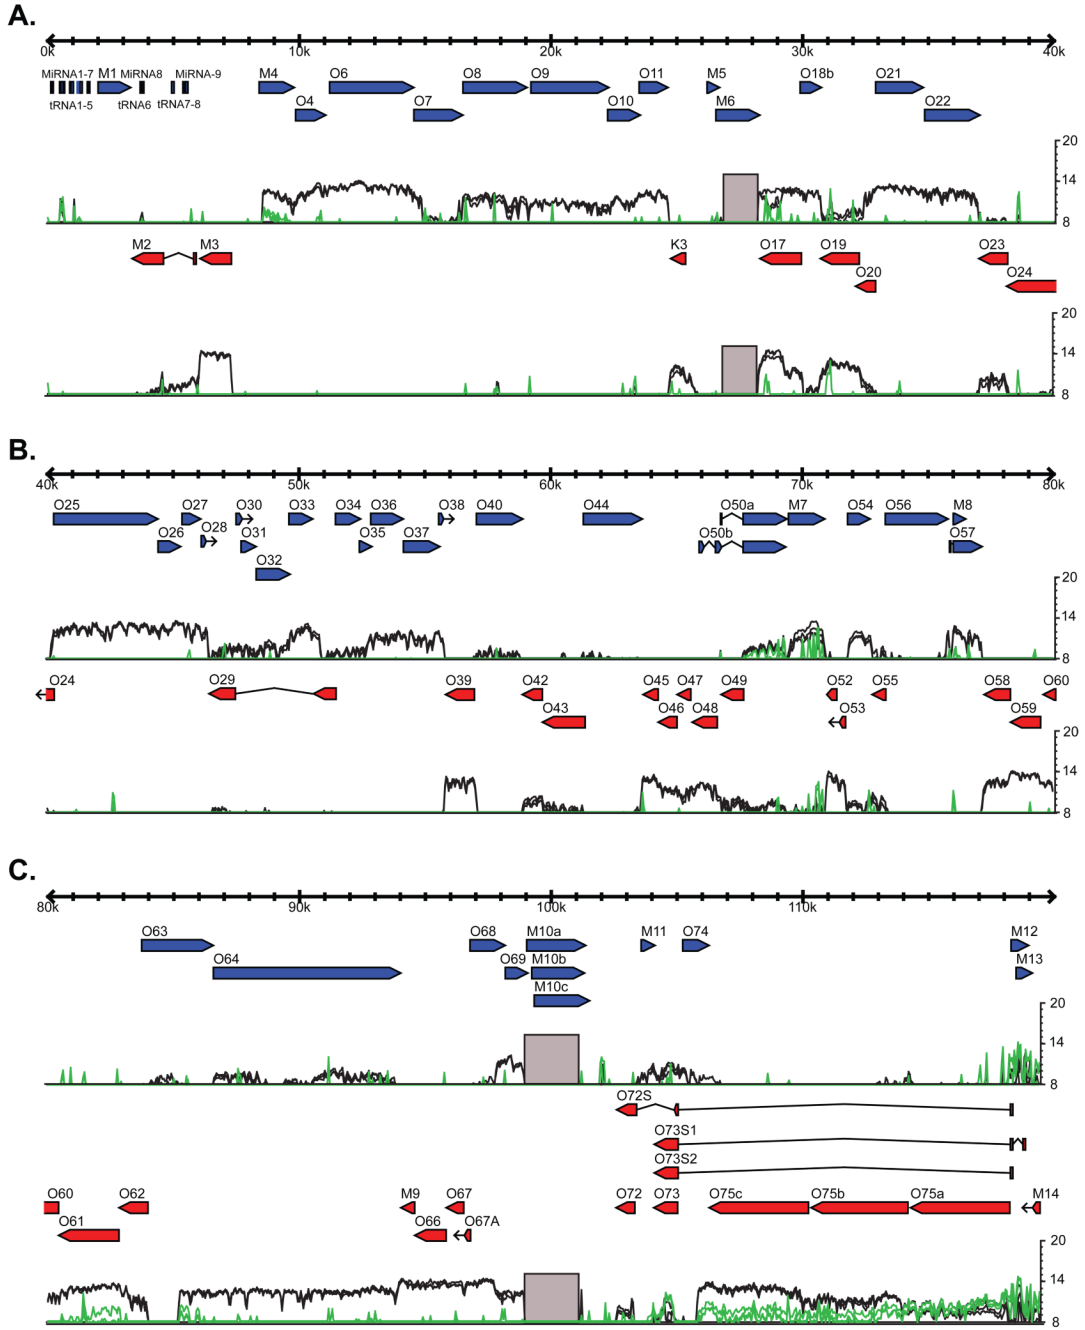 A.
0k 10k 20k 30k 40k
MiRNA1-7 M1 MiRNA8 MiRNA-9 M4 O6 O8 O9 O11 M5 O18b O21
tRNA1-5 tRNA6 tRNA7-8 O4 O7 O10 M6 O22
20
14
8
M2 M3 K3 O17 O19 O23
O20 O24
20
14
8
B.
40k 50k 60k 70k 80k
O25 O27 O30 O33 O34 O36 O38 O40 O44 O50a M7 O54 O56 M8
O26 O28 O31 O35 O37 O50b O57
O32
20
14
8
O24 O29 O39 O42 O45 O47 O49 O52 O55 O58 O60
O43 O46 O48 O53 O59
20
14
8
C.
80k 90k 100k 110k
O63 O68 M10a M11 O74 M12
O64 O69 M10b M13
M10c
20
14
8
O72S
O73S1
O73S2
O60 O62 M9 O67 O72 O73 O75c O75b O75a M14
O61 O66 O67A
20
14
8